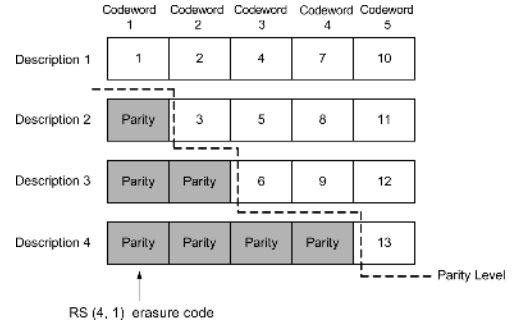 Codeword 1 Codeword 2 Codeword 3 Codeword 4 Codeword 5
Description 1 1 2 4 7 10
Description 2 Parity 3 5 8 11
Description 3 Parity Parity 6 9 12
Description 4 Parity Parity Parity Parity 13
Parity Level
RS (4, 1) erasure code